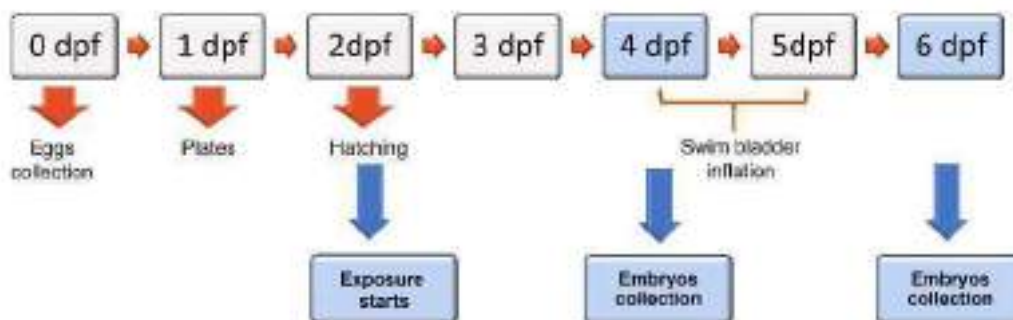 0 dpf
1 dpf
2dpf
3 dpf
4 dpf
5dpf
6 dpf
Eggs
collection
Plates
Hatching
Swim bladder
inflation
Exposure
starts
Embryos
collection
Embryos
collection